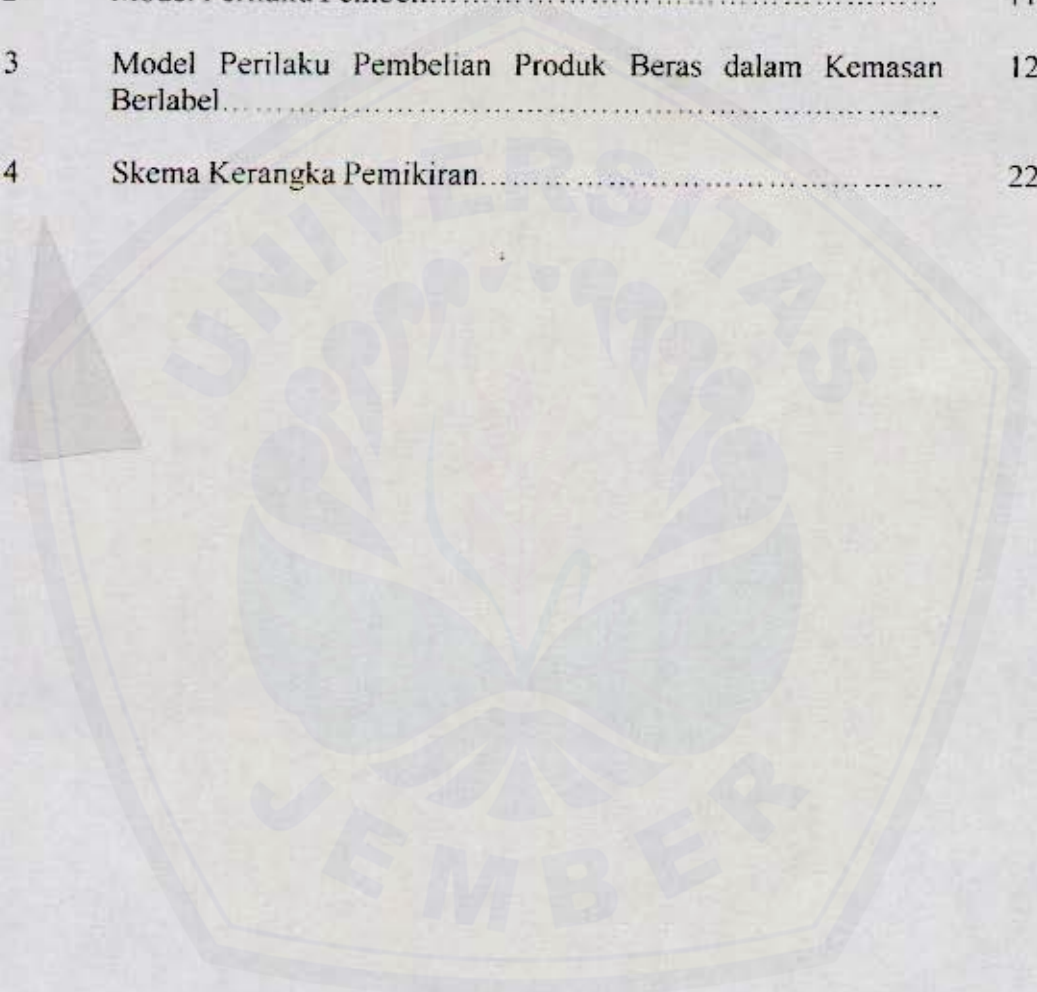 3 Model Perilaku Pembelian Produk Beras dalam Kemasan 12
Berlabel
4 Skema Kerangka Pemikiran 22
UNIVERSITAS
JEMBER